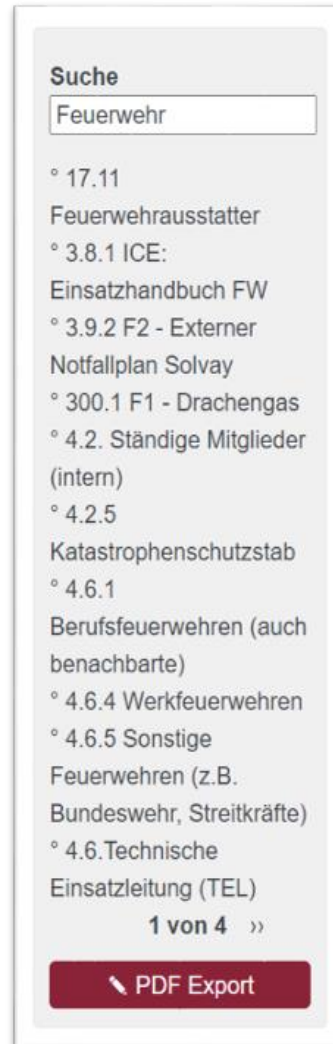 Suche
Feuerwehr
° 17.11
Feuerwehrausstatter
° 3.8.1 ICE:
Einsatzhandbuch FW
° 3.9.2 F2 - Externer
Notfallplan Solvay
° 300.1 F1 - Drachengas
° 4.2. Ständige Mitglieder
(intern)
° 4.2.5
Katastrophenschutzstab
° 4.6.1
Berufsfeuerwehren (auch
benachbarte)
° 4.6.4 Werkfeuerwehren
° 4.6.5 Sonstige
Feuerwehren (z.B.
Bundeswehr, Streitkräfte)
° 4.6.Technische
Einsatzleitung (TEL)
1 von 4 ››
PDF Export